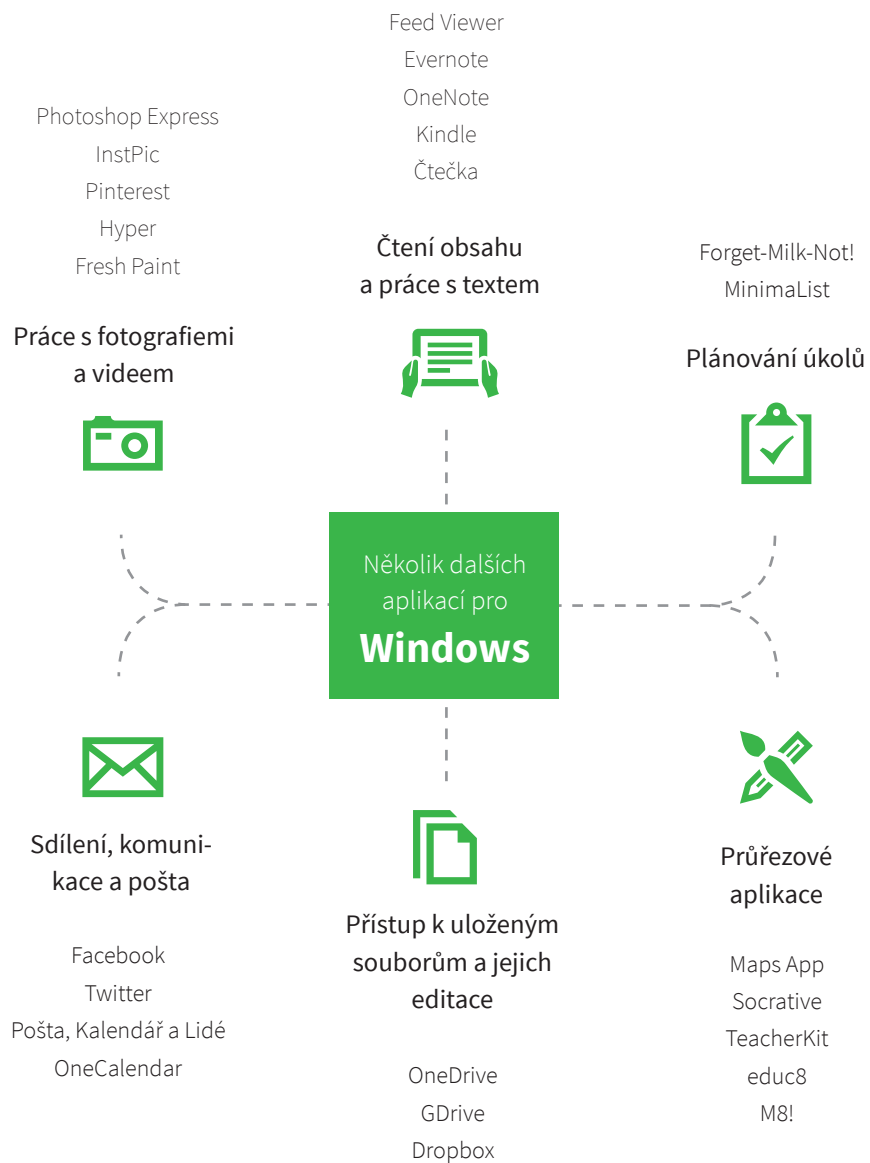 Photoshop Express
InstPic
Pinterest
Hyper
Fresh Paint
Práce s fotografiemi
a videem
Feed Viewer
Evernote
OneNote
Kindle
Čtečka
Čtení obsahu
a práce s textem
Forget-Milk-Not!
MinimaList
Plánování úkolů
Několik dalších
aplikací pro
Windows
Sdílení, komuni-
kace a pošta
Facebook
Twitter
Pošta, Kalendář a Lidé
OneCalendar
Přístup k uloženým
souborům a jejich
editace
OneDrive
GDrive
Dropbox
Průřezové
aplikace
Maps App
Socrative
TeacherKit
educ8
M8!